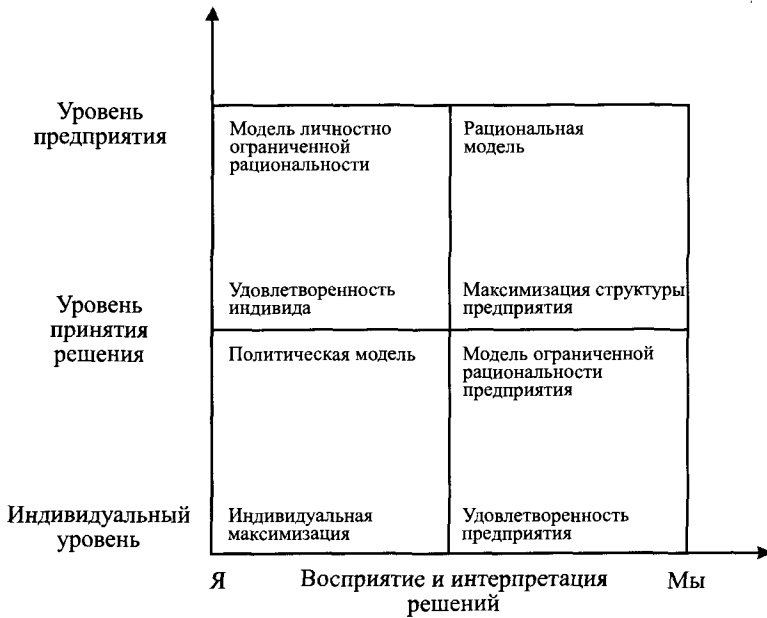 Уровень
предприятия
Модель личностно
ограниченной
рациональности
Рациональная
модель
Удовлетворенность
индивида
Максимизация структуры
предприятия
Уровень
принятия
решения
Политическая модель
Модель ограниченной
рациональности
предприятия
Индивидуальный
уровень
Индивидуальная
максимизация
Удовлетворенность
предприятия
Я
Восприятие и интерпретация
решений
Мы